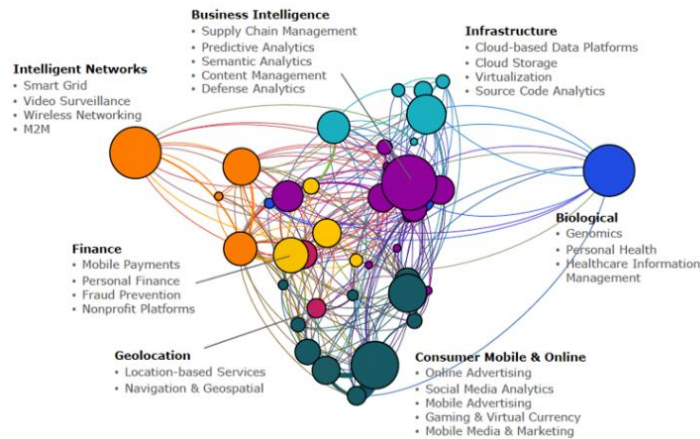 Business Intelligence
• Supply Chain Management
• Predictive Analytics
• Semantic Analytics
• Content Management
• Defense Analytics
Infrastructure
• Cloud-based Data Platforms
• Cloud Storage
• Virtualization
• Source Code Analytics
Intelligent Networks
• Smart Grid
• Video Surveillance
• Wireless Networking
• M2M
Biological
• Genomics
• Personal Health
• Healthcare Information
Management
Finance
• Mobile Payments
• Personal Finance
• Fraud Prevention
• Nonprofit Platforms
Geolocation
• Location-based Services
• Navigation & Geospatial
Consumer Mobile & Online
• Online Advertising
• Social Media Analytics
• Mobile Advertising
• Gaming & Virtual Currency
• Mobile Media & Marketing